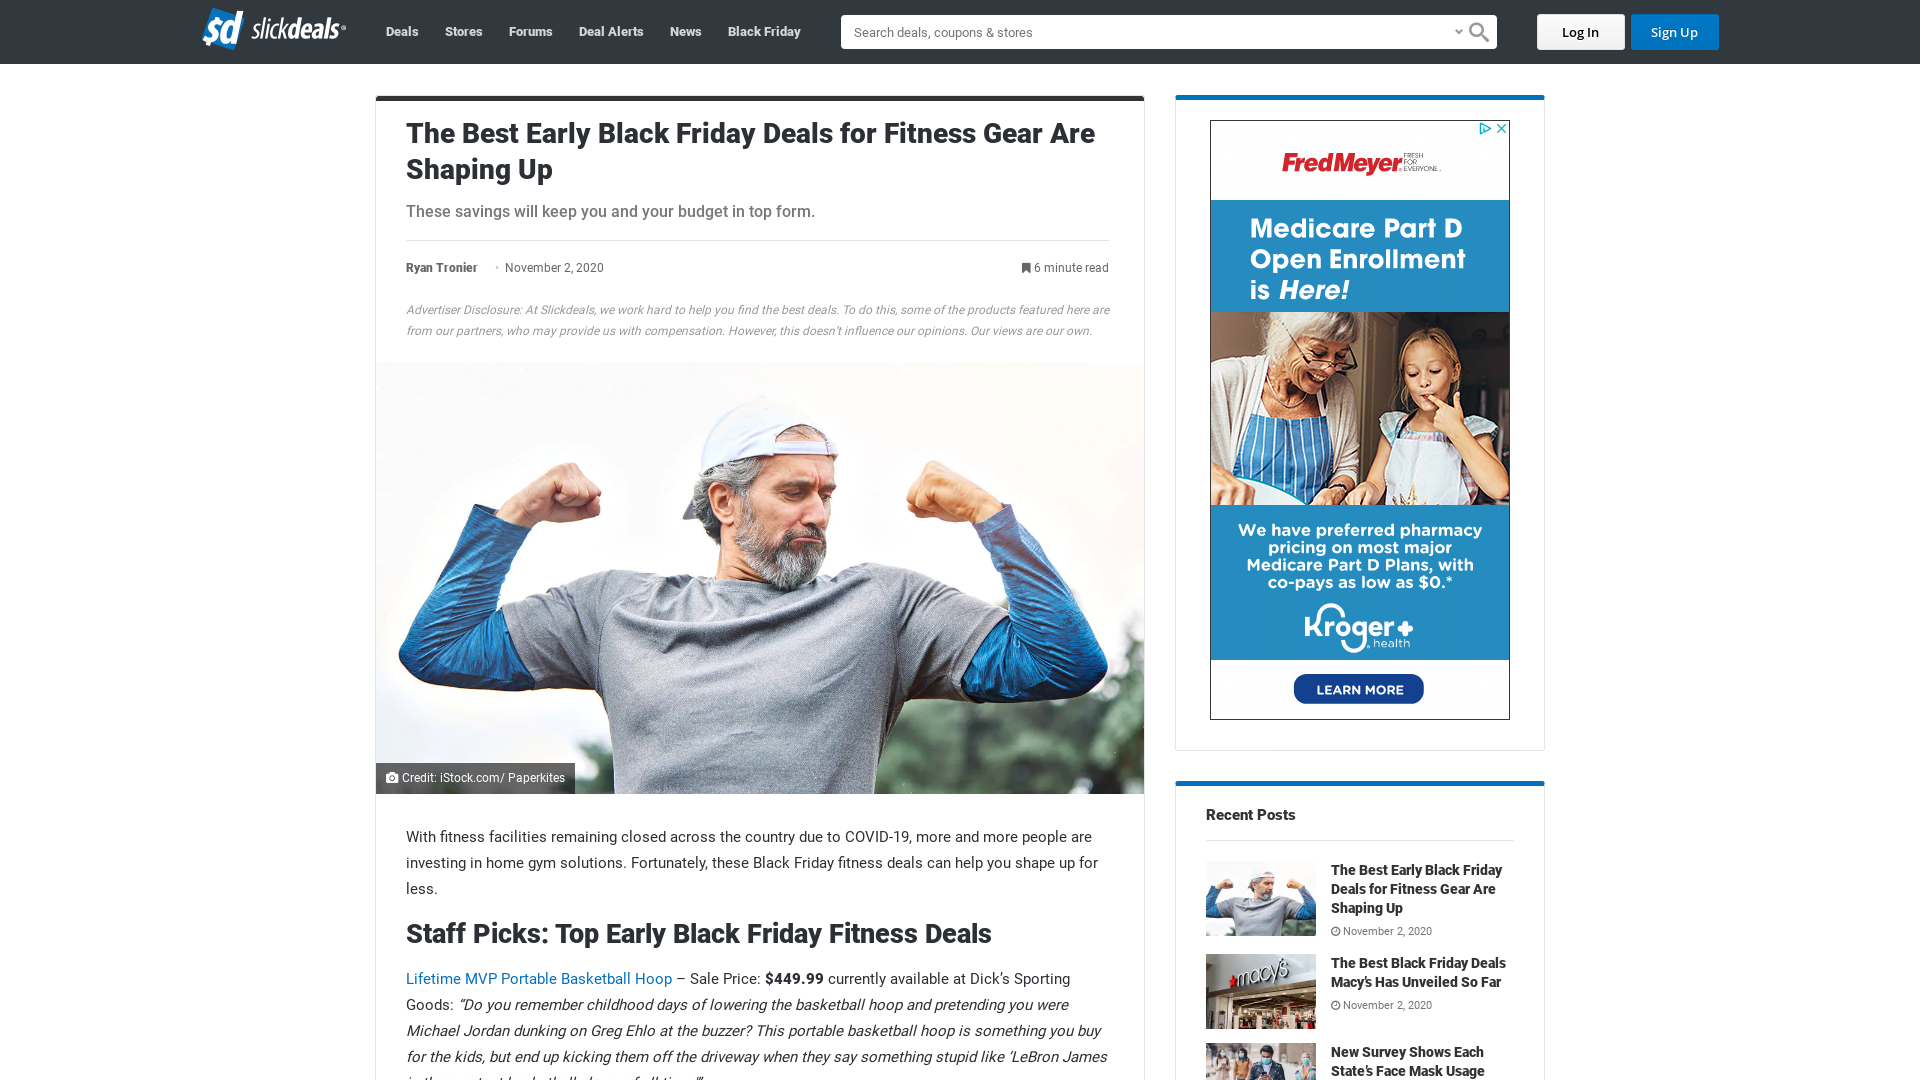 $d slickdeals
Deals Stores Forums Deal Alerts News Black Friday
Search deals, coupons & stores
Log In Sign Up
The Best Early Black Friday Deals for Fitness Gear Are
Shaping Up
These savings will keep you and your budget in top form.
Ryan Tronier • November 2, 2020 6 minute read
Advertiser Disclosure: At Slickdeals, we work hard to help you find the best deals. To do this, some of the products featured here are
from our partners, who may provide us with compensation. However, this doesn't influence our opinions. Our views are our own.
Credit: iStock.com/ Paperkites
With fitness facilities remaining closed across the country due to COVID-19, more and more people are
investing in home gym solutions. Fortunately, these Black Friday fitness deals can help you shape up for
less.
Staff Picks: Top Early Black Friday Fitness Deals
Lifetime MVP Portable Basketball Hoop – Sale Price: $449.99 currently available at Dick's Sporting
Goods: “Do you remember childhood days of lowering the basketball hoop and pretending you were
Michael Jordan dunking on Greg Ehlo at the buzzer? This portable basketball hoop is something you buy
for the kids, but end up kicking them off the driveway when they say something stupid like ‘LeBron James
Fred Meyer FRESH
FOR
EVERYONE.
Medicare Part D
Open Enrollment
is Here!
We have preferred pharmacy
pricing on most major
Medicare Part D Plans, with
co-pays as low as $0.*
Kroger
health
LEARN MORE
Recent Posts
The Best Early Black Friday
Deals for Fitness Gear Are
Shaping Up
November 2, 2020
macy's
The Best Black Friday Deals
Macy's Has Unveiled So Far
November 2, 2020
New Survey Shows Each
State's Face Mask Usage